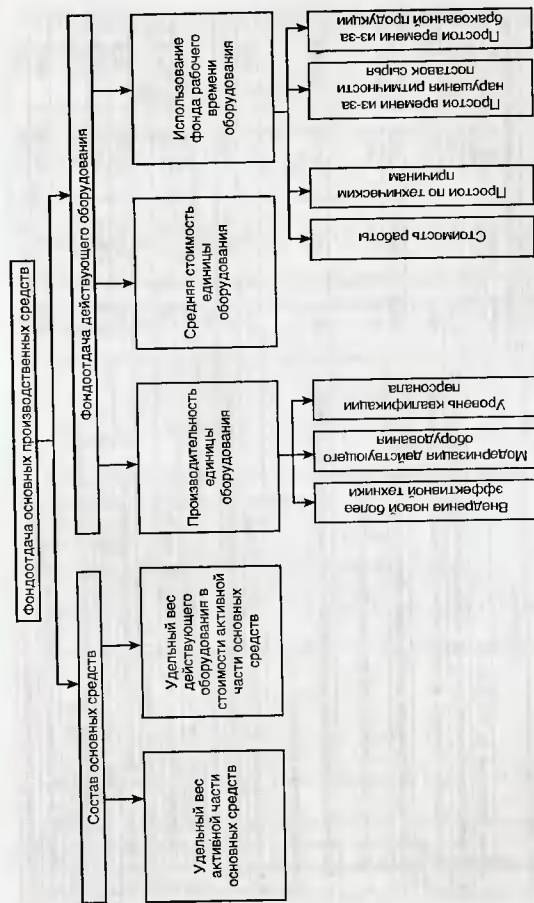 Фондоотдача основных производственных средств
Состав основных средств
Фондоотдача действующего оборудования
Удельный вес
активной части
основных средств
Удельный вес
действующего
оборудования в
стоимости активной
части основных
средств
Производительность
единицы
оборудования
Средняя стоимость
единицы
оборудования
Использование
фонда рабочего
времени
оборудования
Внедрение новой более
эффективной техники
Модернизация действующего
оборудования
Уровень квалификации
персонала
Стоимость работы
Простои по техническим
причинам
Простои времени из-за
нарушения ритмичности
поставок сырья
Простои времени из-за
бракованной продукции